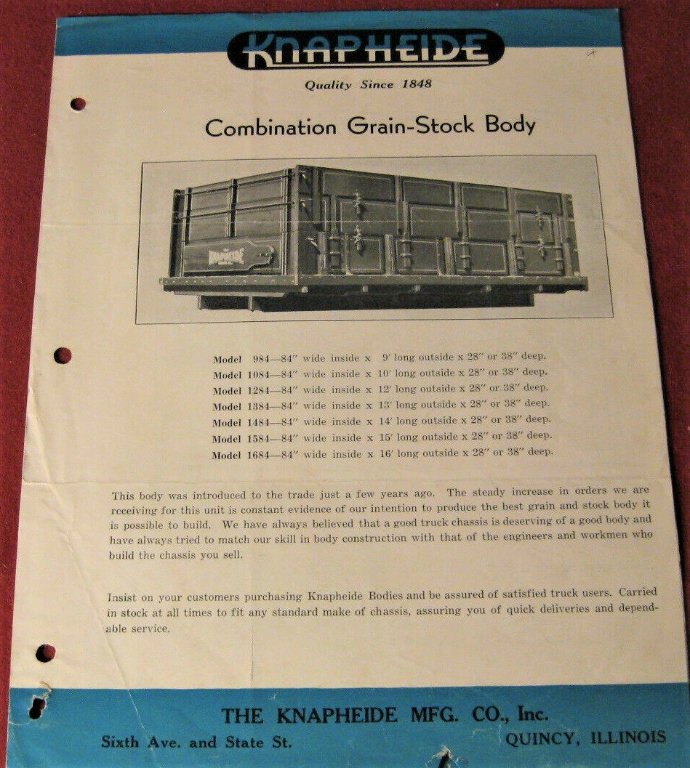 KNAPHEIDE
Quality Since 1848
Combination Grain-Stock Body
KNAPHEIDE
Model 984—84" wide inside x 9' long outside x 28" or 38" deep.
Model 1084—84" wide inside x 10' long outside x 28" or 38" deep.
Model 1284—84" wide inside x 12' long outside x 28" or 38" deep.
Model 1384—84" wide inside x 13' long outside x 28" or 38" deep.
Model 1484—84" wide inside x 14' long outside x 28" or 38" deep.
Model 1584—84" wide inside x 15' long outside x 28" or 38" deep.
Model 1684—84" wide inside x 16' long outside x 28" or 38" deep.
This body was introduced to the trade just a few years ago. The steady increase in orders we are
receiving for this unit is constant evidence of our intention to produce the best grain and stock body it
is possible to build. We have always believed that a good truck chassis is deserving of a good body and
have always tried to match our skill in body construction with that of the engineers and workmen who
build the chassis you sell.
Insist on your customers purchasing Knapheide Bodies and be assured of satisfied truck users. Carried
in stock at all times to fit any standard make of chassis, assuring you of quick deliveries and depend-
able service.
THE KNAPHEIDE MFG. CO., Inc.
Sixth Ave. and State St. QUINCY, ILLINOIS